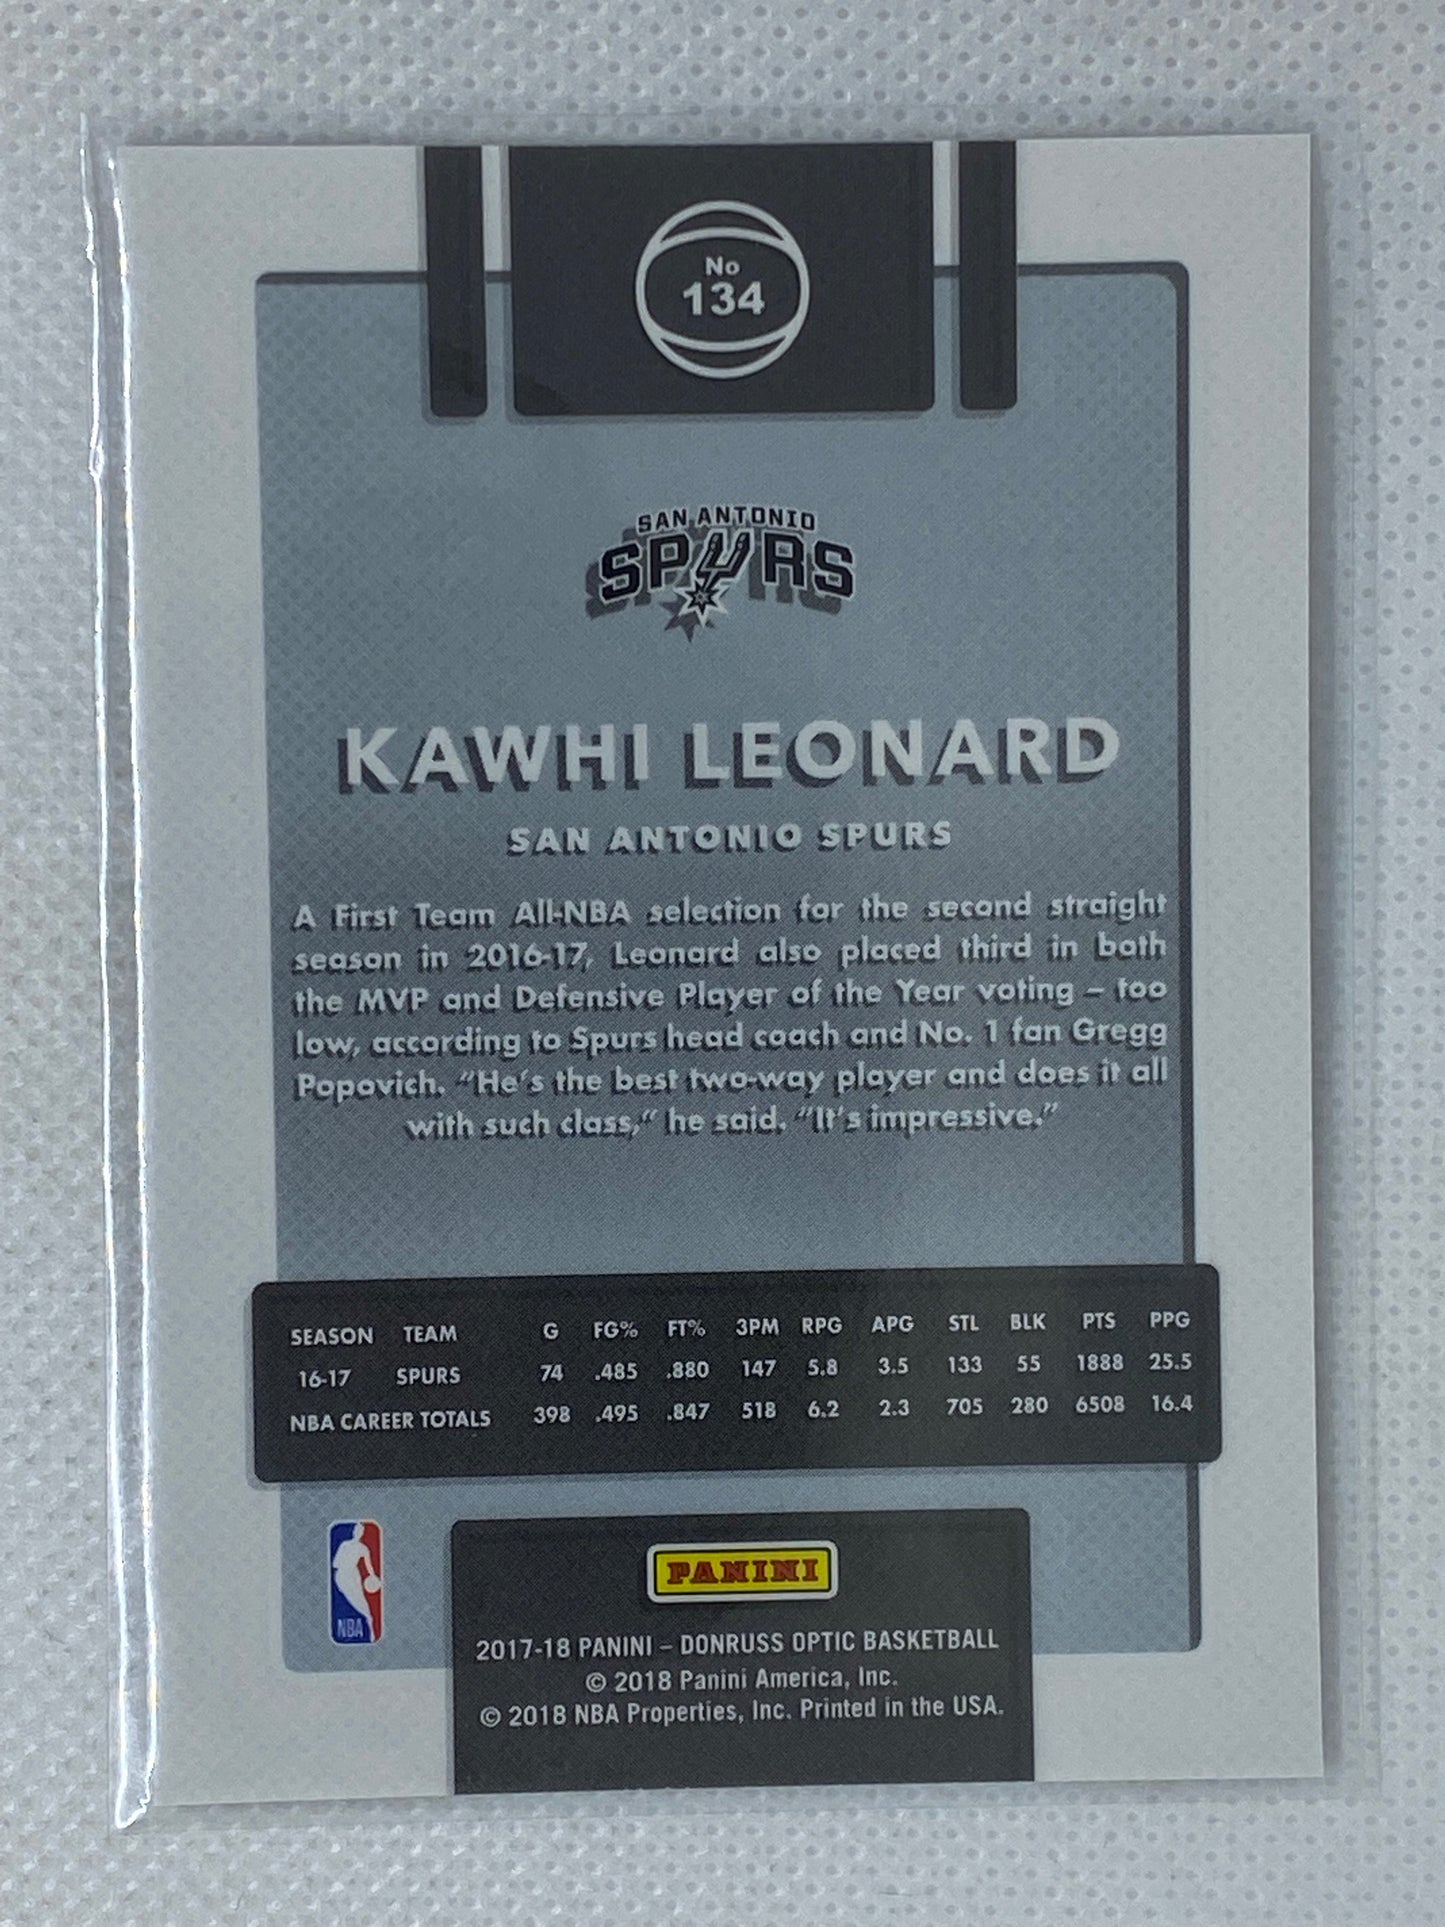 No
134
SAN ANTONIO
SPURS
KAWHI LEONARD
SAN ANTONIO SPURS
A First Team All-NBA selection for the second straight
season in 2016-17, Leonard also placed third in both
the MVP and Defensive Player of the Year voting – too
low, according to Spurs head coach and No. 1 fan Gregg
Popovich. “He’s the best two-way player and does it all
with such class,“ he said. “It’s impressive.”
SEASON TEAM G FG% FT% 3PM RPG APG STL BLK PTS PPG
16-17 SPURS 74 .485 .880 147 5.8 3.5 133 55 1888 25.5
NBA CAREER TOTALS 398 .495 .847 518 6.2 2.3 705 280 6508 16.4
NBA
PANINI
2017-18 PANINI – DONRUSS OPTIC BASKETBALL
© 2018 Panini America, Inc.
© 2018 NBA Properties, Inc. Printed in the USA.